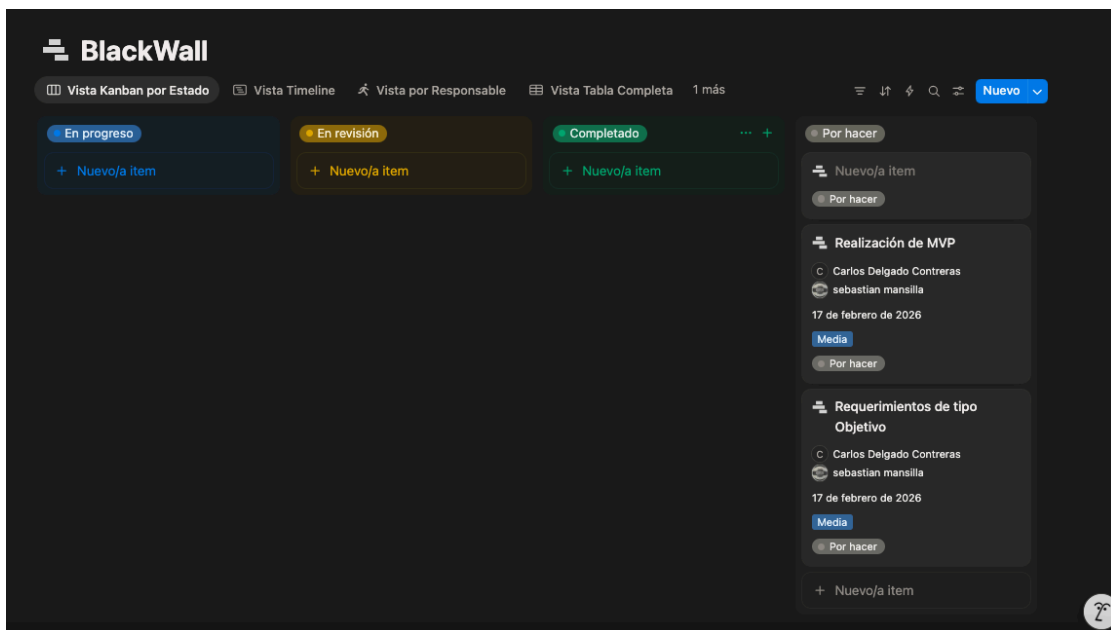 BlackWall
Vista Kanban por Estado Vista Timeline Vista por Responsable Vista Tabla Completa 1 más Nuevo
En progreso
+ Nuevo/a item
En revisión
+ Nuevo/a item
Completado ... +
+ Nuevo/a item
Por hacer
Nuevo/a item
Por hacer
Realización de MVP
C Carlos Delgado Contreras
sebastian mansilla
17 de febrero de 2026
Media
Por hacer
Requerimientos de tipo
Objetivo
C Carlos Delgado Contreras
sebastian mansilla
17 de febrero de 2026
Media
Por hacer
+ Nuevo/a item